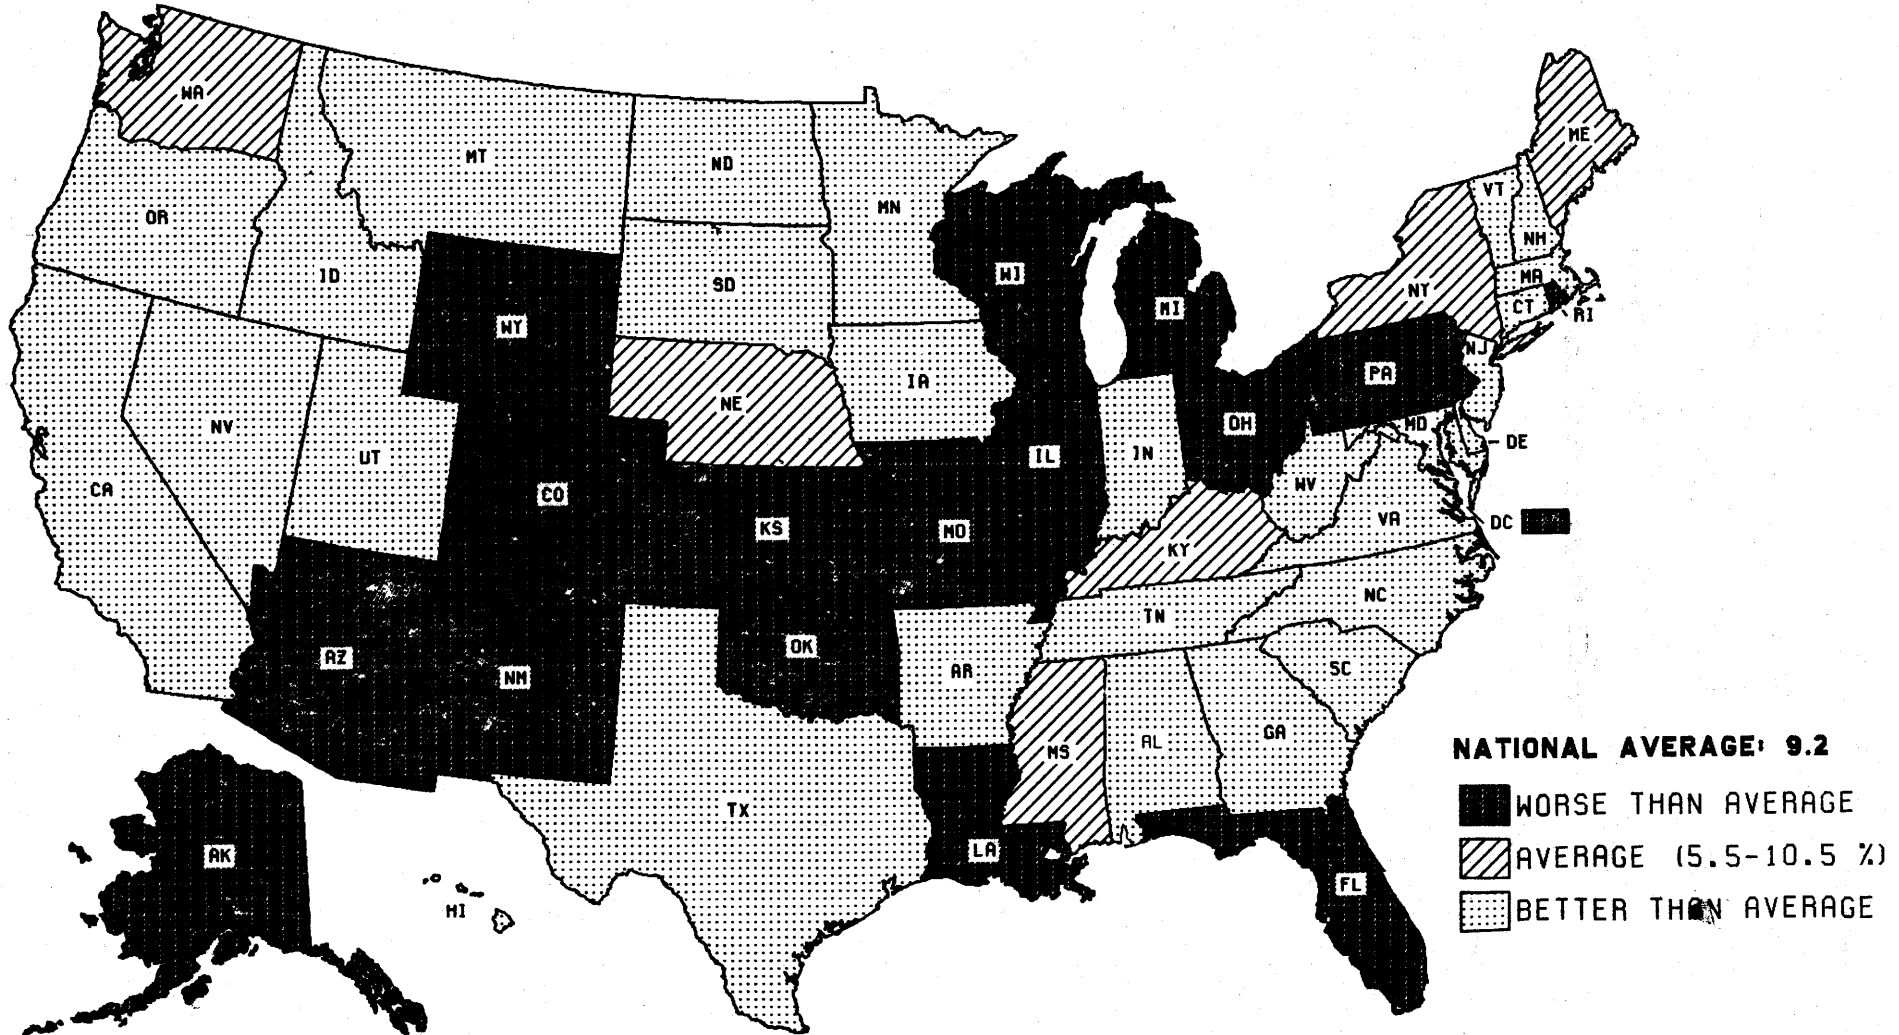 WA
MT
ND
MN
ME
VT
NH
OR
ID
SD
WI
MI
NY
MA
CT
RI
WY
NE
IA
PA
NJ
NV
UT
CO
CA
KS
MO
IL
IN
OH
WV
MD
DE
VA
DC
KY
AZ
NM
OK
AR
TN
NC
SC
MS
AL
GA
TX
LA
FL
AK
HI
NATIONAL AVERAGE: 9.2
WORSE THAN AVERAGE
AVERAGE (5.5-10.5 %)
BETTER THAN AVERAGE